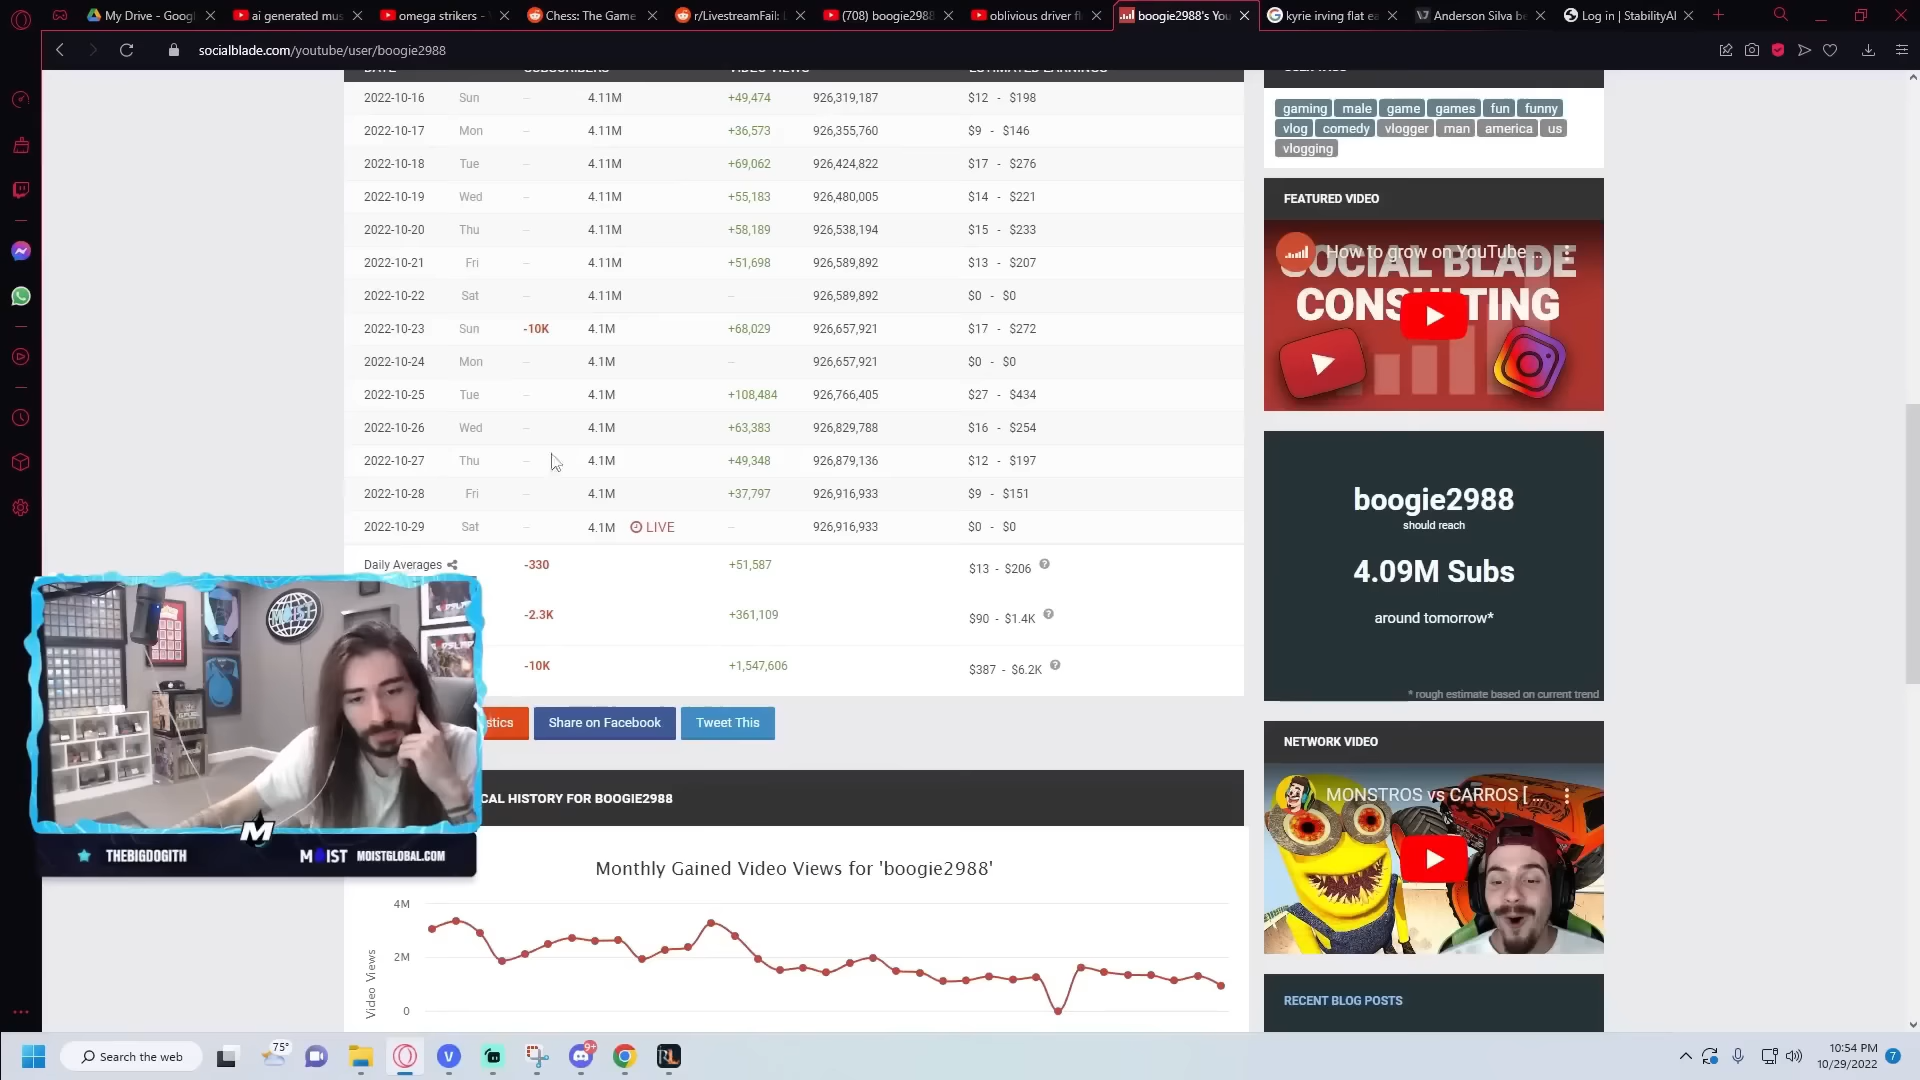 My Drive - Googl
ai generated mus
omega strikers -
Chess: The Game
r/LivestreamFail:
(708) boogie2988
oblivious driver fl
boogie2988's You
kyrie irving flat ea
Anderson Silva be
Log in | StabilityAI
socialblade.com/youtube/user/boogie2988
DATE SUBSCRIBERS VIDEO VIEWS ESTIMATED EARNINGS
2022-10-16 Sun – 4.11M +49,474 926,319,187 $12 - $198
2022-10-17 Mon – 4.11M +36,573 926,355,760 $9 - $146
2022-10-18 Tue – 4.11M +69,062 926,424,822 $17 - $276
2022-10-19 Wed – 4.11M +55,183 926,480,005 $14 - $221
2022-10-20 Thu – 4.11M +58,189 926,538,194 $15 - $233
2022-10-21 Fri – 4.11M +51,698 926,589,892 $13 - $207
2022-10-22 Sat – 4.11M – 926,589,892 $0 - $0
2022-10-23 Sun -10K 4.1M +68,029 926,657,921 $17 - $272
2022-10-24 Mon – 4.1M – 926,657,921 $0 - $0
2022-10-25 Tue – 4.1M +108,484 926,766,405 $27 - $434
2022-10-26 Wed – 4.1M +63,383 926,829,788 $16 - $254
2022-10-27 Thu – 4.1M +49,348 926,879,136 $12 - $197
2022-10-28 Fri – 4.1M +37,797 926,916,933 $9 - $151
2022-10-29 Sat – 4.1M LIVE – 926,916,933 $0 - $0
Daily Averages -330 +51,587 $13 - $206
-2.3K +361,109 $90 - $1.4K
-10K +1,547,606 $387 - $6.2K
stics
Share on Facebook
Tweet This
CAL HISTORY FOR BOOGIE2988
Monthly Gained Video Views for 'boogie2988'
4M
2M
0
Video Views
MOIST
THEBIGDOGITH
M IST MOISTGLOBAL.COM
gaming male game games fun funny
vlog comedy vlogger man america us
vlogging
FEATURED VIDEO
How to grow on YouTube ...
SOCIAL BLADE
CONSULTING
boogie2988
should reach
4.09M Subs
around tomorrow*
* rough estimate based on current trend
NETWORK VIDEO
MONSTROS vs CARROS [ ...
RECENT BLOG POSTS
Search the web
75°
9+
10:54 PM
10/29/2022
7